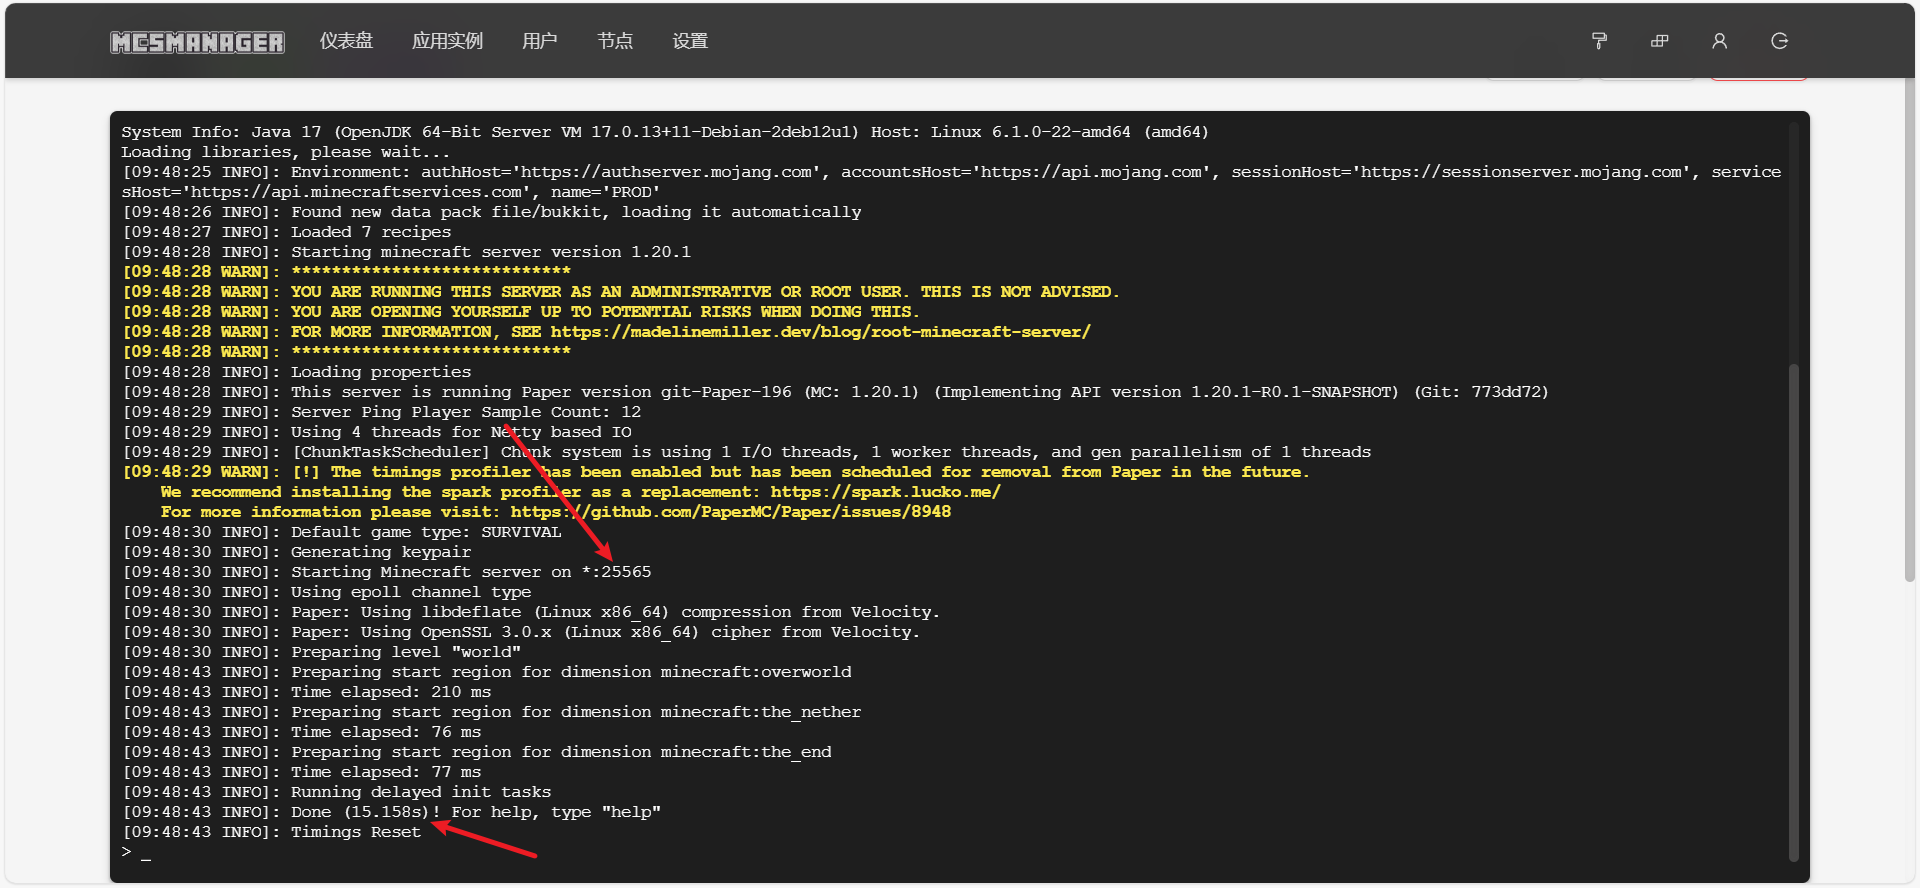 MCSMANAGER 仪表盘 应用实例 用户 节点 设置
System Info: Java 17 (OpenJDK 64-Bit Server VM 17.0.13+11-Debian-2deb12u1) Host: Linux 6.1.0-22-amd64 (amd64)
Loading libraries, please wait...
[09:48:25 INFO]: Environment: authHost='https://authserver.mojang.com', accountsHost='https://api.mojang.com', sessionHost='https://sessionserver.mojang.com', service
sHost='https://api.minecraftservices.com', name='PROD'
[09:48:26 INFO]: Found new data pack file/bukkit, loading it automatically
[09:48:27 INFO]: Loaded 7 recipes
[09:48:28 INFO]: Starting minecraft server version 1.20.1
[09:48:28 WARN]: ****************************
[09:48:28 WARN]: YOU ARE RUNNING THIS SERVER AS AN ADMINISTRATIVE OR ROOT USER. THIS IS NOT ADVISED.
[09:48:28 WARN]: YOU ARE OPENING YOURSELF UP TO POTENTIAL RISKS WHEN DOING THIS.
[09:48:28 WARN]: FOR MORE INFORMATION, SEE https://madelinemiller.dev/blog/root-minecraft-server/
[09:48:28 WARN]: ****************************
[09:48:28 INFO]: Loading properties
[09:48:28 INFO]: This server is running Paper version git-Paper-196 (MC: 1.20.1) (Implementing API version 1.20.1-R0.1-SNAPSHOT) (Git: 773dd72)
[09:48:29 INFO]: Server Ping Player Sample Count: 12
[09:48:29 INFO]: Using 4 threads for Netty based IO
[09:48:29 INFO]: [ChunkTaskScheduler] Chunk system is using 1 I/O threads, 1 worker threads, and gen parallelism of 1 threads
[09:48:29 WARN]: [!] The timings profiler has been enabled but has been scheduled for removal from Paper in the future.
We recommend installing the spark profiler as a replacement: https://spark.lucko.me/
For more information please visit: https://github.com/PaperMC/Paper/issues/8948
[09:48:30 INFO]: Default game type: SURVIVAL
[09:48:30 INFO]: Generating keypair
[09:48:30 INFO]: Starting Minecraft server on *:25565
[09:48:30 INFO]: Using epoll channel type
[09:48:30 INFO]: Paper: Using libdeflate (Linux x86_64) compression from Velocity.
[09:48:30 INFO]: Paper: Using OpenSSL 3.0.x (Linux x86_64) cipher from Velocity.
[09:48:30 INFO]: Preparing level "world"
[09:48:43 INFO]: Preparing start region for dimension minecraft:overworld
[09:48:43 INFO]: Time elapsed: 210 ms
[09:48:43 INFO]: Preparing start region for dimension minecraft:the_nether
[09:48:43 INFO]: Time elapsed: 76 ms
[09:48:43 INFO]: Preparing start region for dimension minecraft:the_end
[09:48:43 INFO]: Time elapsed: 77 ms
[09:48:43 INFO]: Running delayed init tasks
[09:48:43 INFO]: Done (15.158s)! For help, type "help"
[09:48:43 INFO]: Timings Reset
> _